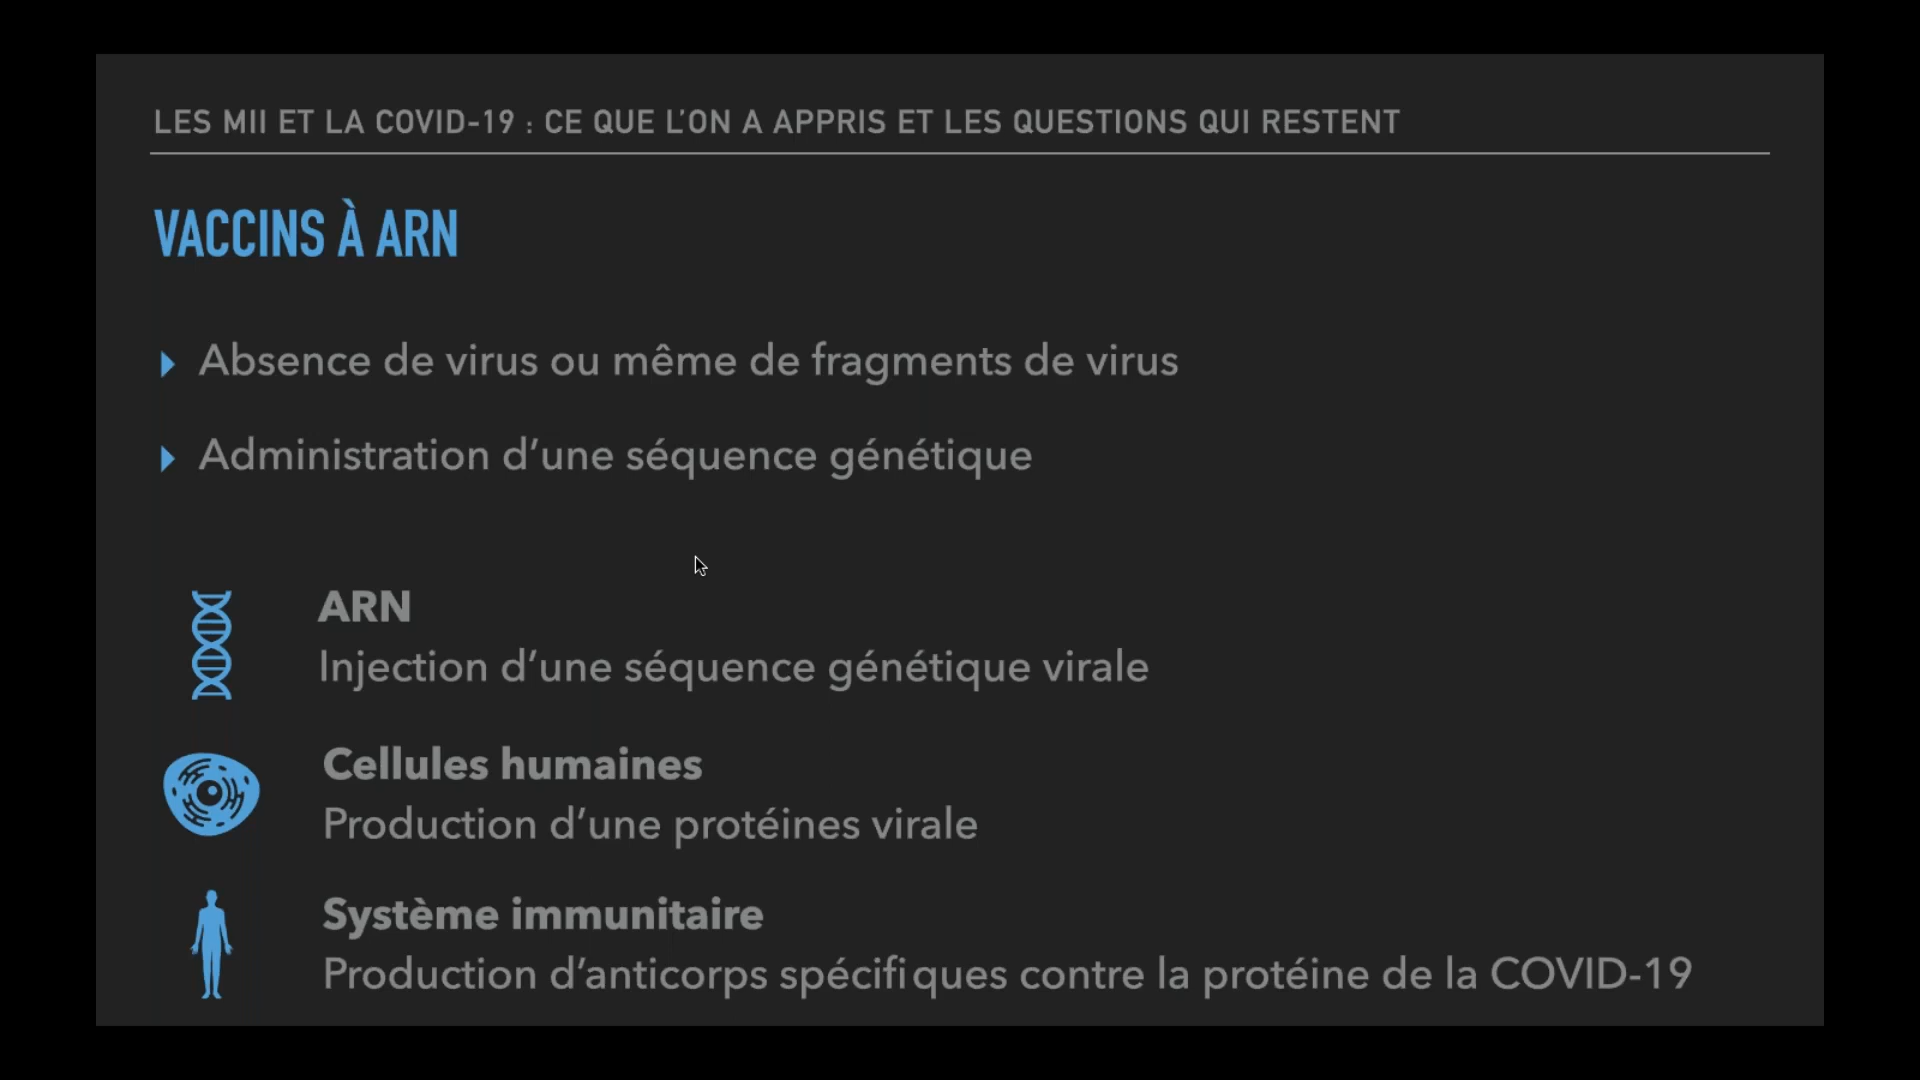 LES MII ET LA COVID-19 : CE QUE L’ON A APPRIS ET LES QUESTIONS QUI RESTENT
VACCINS À ARN
Absence de virus ou même de fragments de virus
Administration d’une séquence génétique
ARN
Injection d’une séquence génétique virale
Cellules humaines
Production d’une protéines virale
Système immunitaire
Production d’anticorps spécifiques contre la protéine de la COVID-19